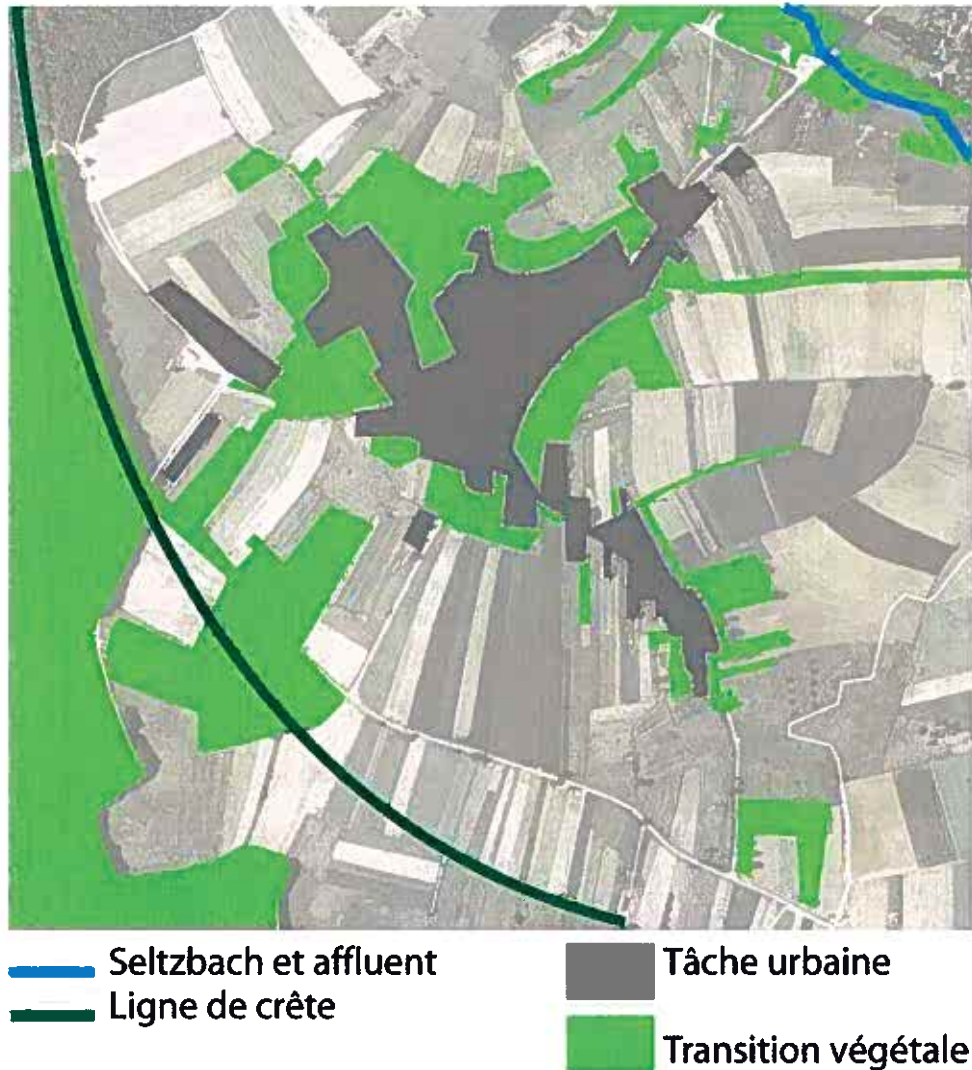 Seltzbach et affluent
Ligne de crête
Tâche urbaine
Transition végétale